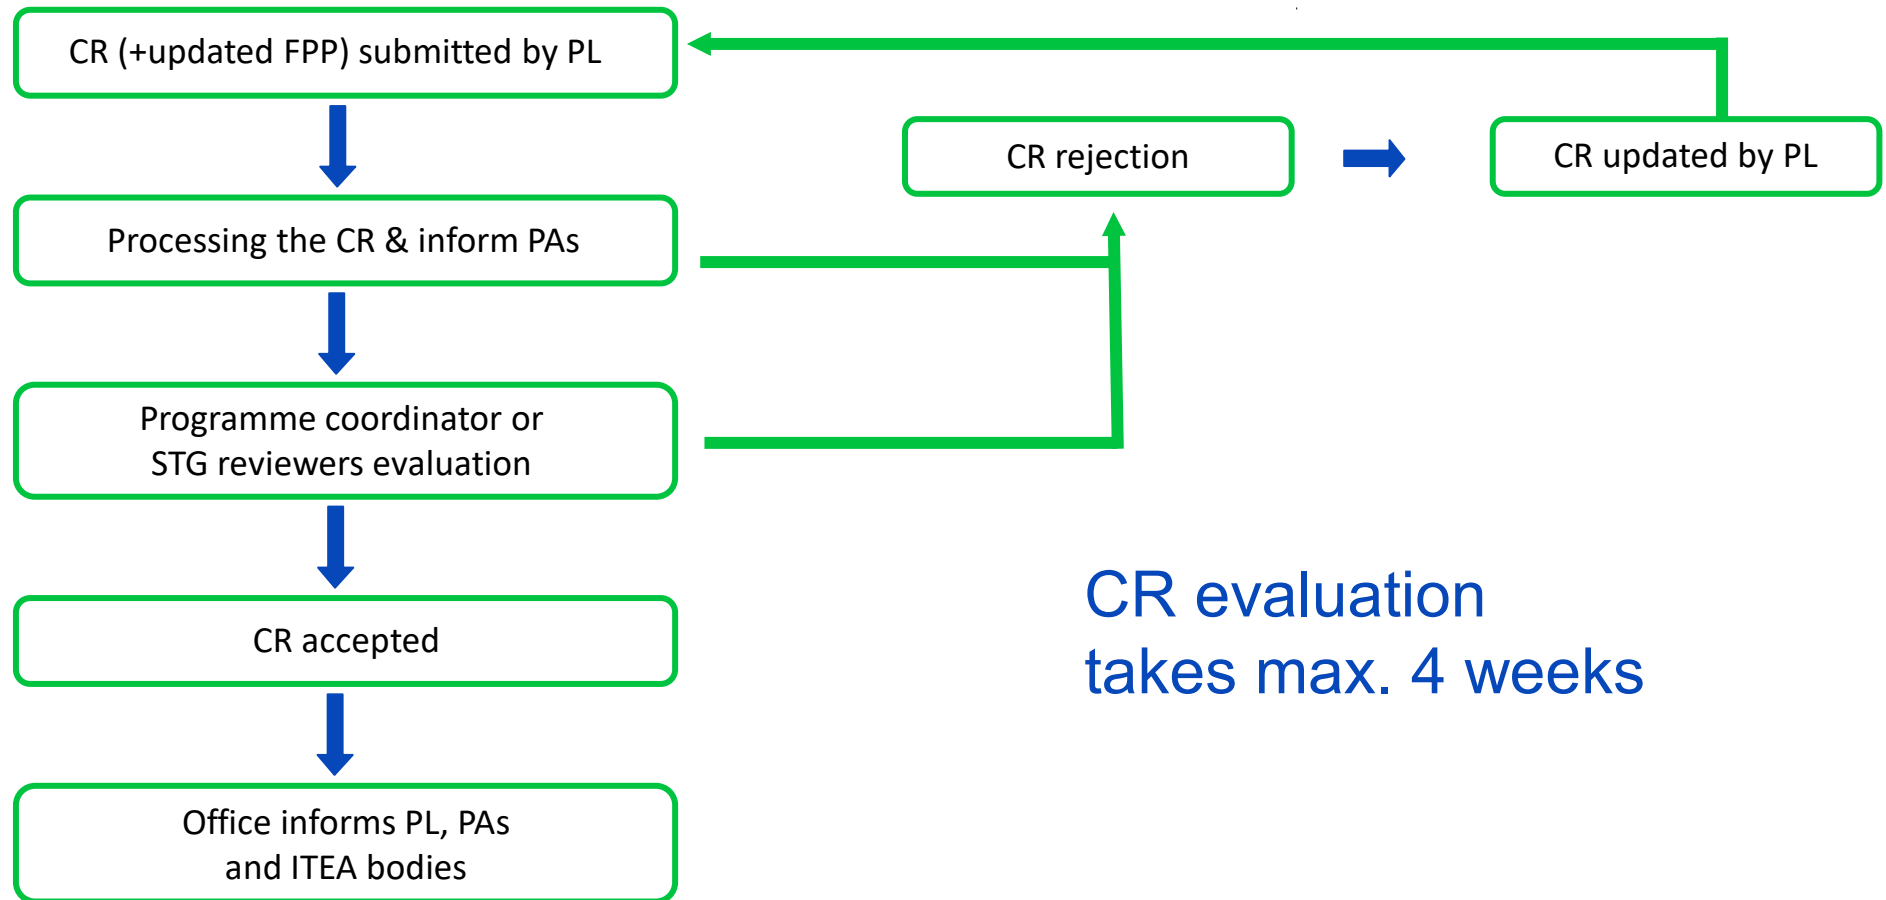 CR (+updated FPP) submitted by PL
CR rejection
CR updated by PL
Processing the CR & inform PAs
Programme coordinator or
STG reviewers evaluation
CR accepted
CR evaluation
takes max. 4 weeks
Office informs PL, PAs
and ITEA bodies